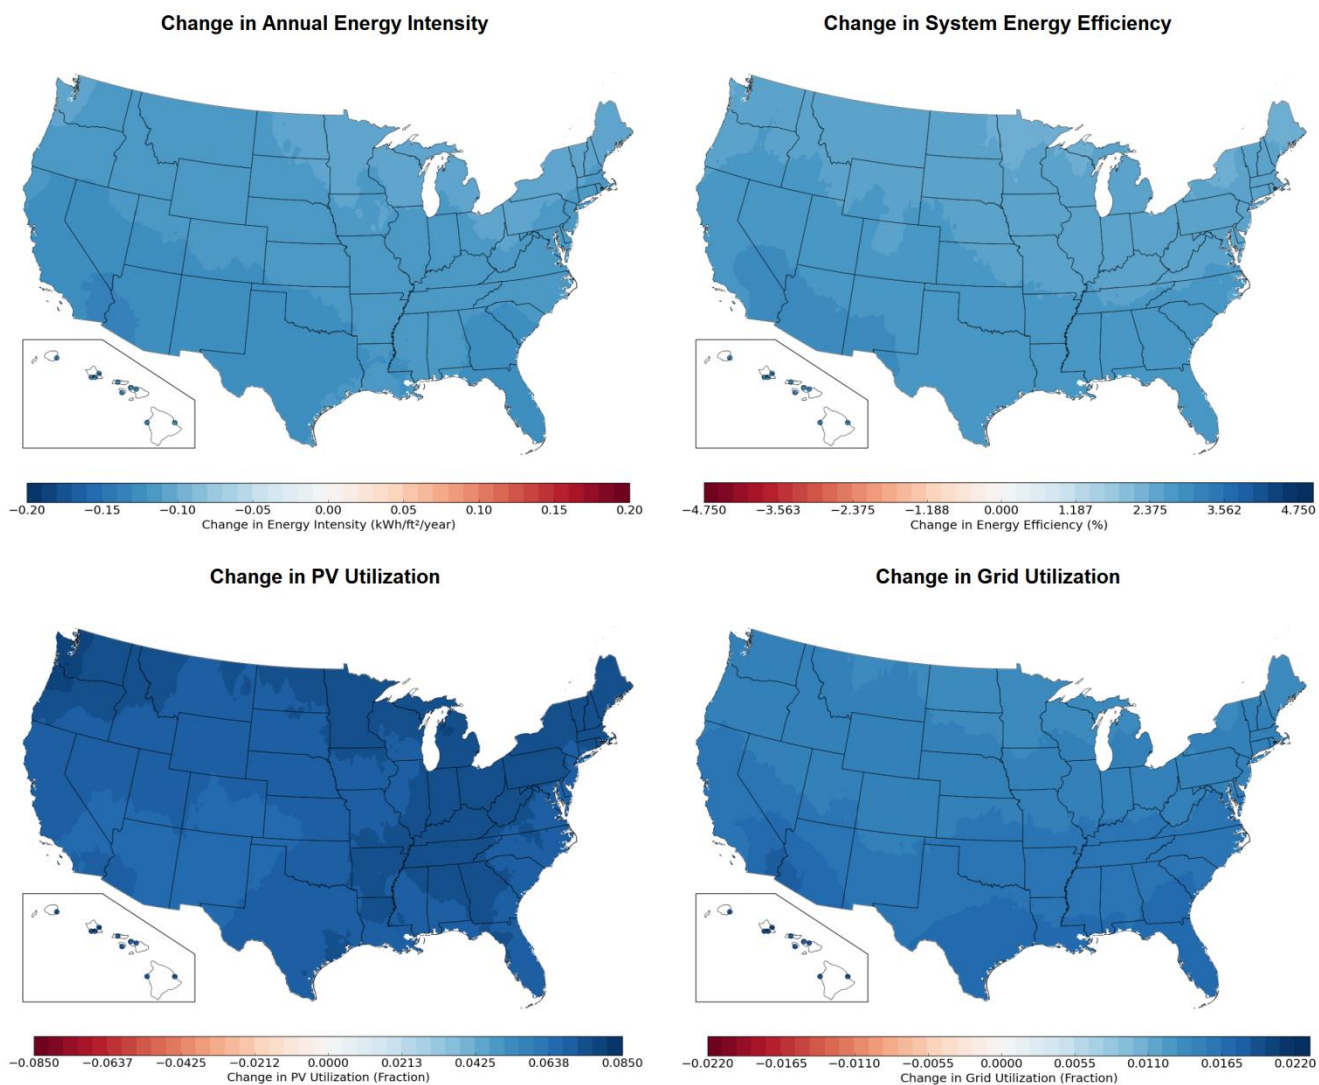 Change in Annual Energy Intensity
Change in System Energy Efficiency
−0.20 −0.15 −0.10 −0.05 0.00 0.05 0.10 0.15 0.20
Change in Energy Intensity (kWh/ft²/year)
−4.750 −3.563 −2.375 −1.188 0.000 1.187 2.375 3.562 4.750
Change in Energy Efficiency (%)
Change in PV Utilization
Change in Grid Utilization
−0.0850 −0.0637 −0.0425 −0.0212 0.0000 0.0213 0.0425 0.0638 0.0850
Change in PV Utilization (Fraction)
−0.0220 −0.0165 −0.0110 −0.0055 0.0000 0.0055 0.0110 0.0165 0.0220
Change in Grid Utilization (Fraction)